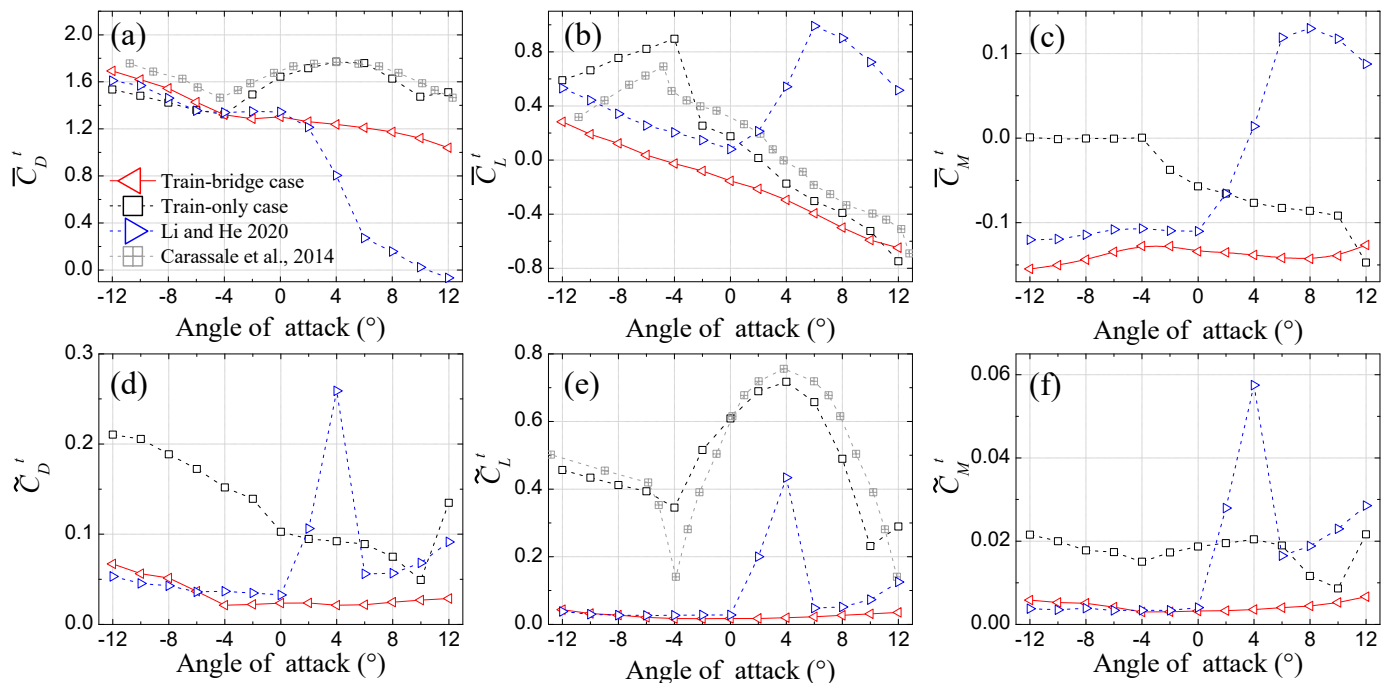 (a)
2.0
1.6
1.2
0.8
0.4
0.0
C̅_D^t
-12 -8 -4 0 4 8 12
Angle of attack (°)
Train-bridge case
Train-only case
Li and He 2020
Carassale et al., 2014
(b)
0.8
0.4
0.0
-0.4
-0.8
C̅_L^t
-12 -8 -4 0 4 8 12
Angle of attack (°)
(c)
0.1
0.0
-0.1
C̅_M^t
-12 -8 -4 0 4 8 12
Angle of attack (°)
(d)
0.3
0.2
0.1
0.0
C̃_D^t
-12 -8 -4 0 4 8 12
Angle of attack (°)
(e)
0.8
0.6
0.4
0.2
0.0
C̃_L^t
-12 -8 -4 0 4 8 12
Angle of attack (°)
(f)
0.06
0.04
0.02
0.00
C̃_M^t
-12 -8 -4 0 4 8 12
Angle of attack (°)